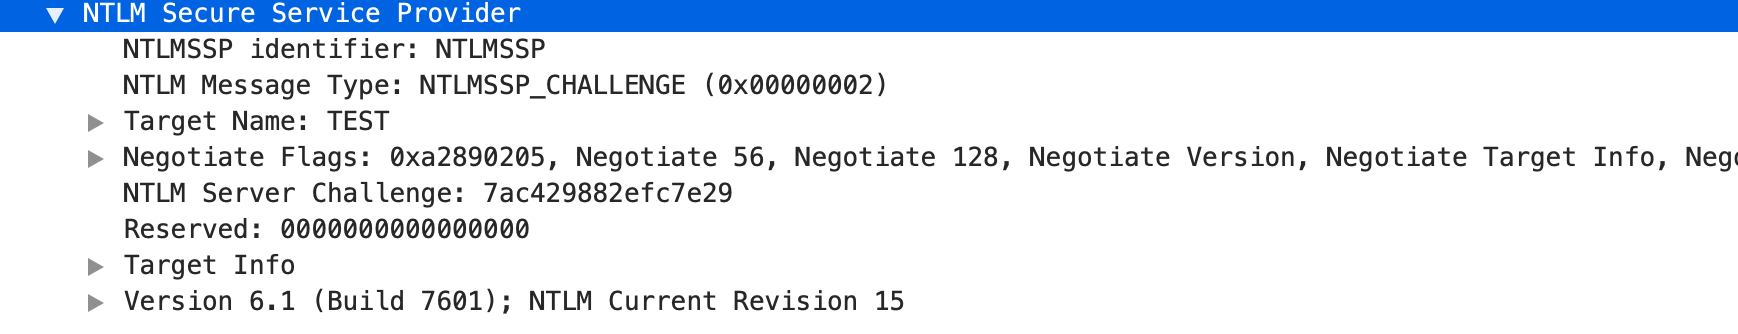 NTLM Secure Service Provider
NTLMSSP identifier: NTLMSSP
NTLM Message Type: NTLMSSP_CHALLENGE (0x00000002)
Target Name: TEST
Negotiate Flags: 0xa2890205, Negotiate 56, Negotiate 128, Negotiate Version, Negotiate Target Info,
NTLM Server Challenge: 7ac429882efc7e29
Reserved: 0000000000000000
Target Info
Version 6.1 (Build 7601); NTLM Current Revision 15